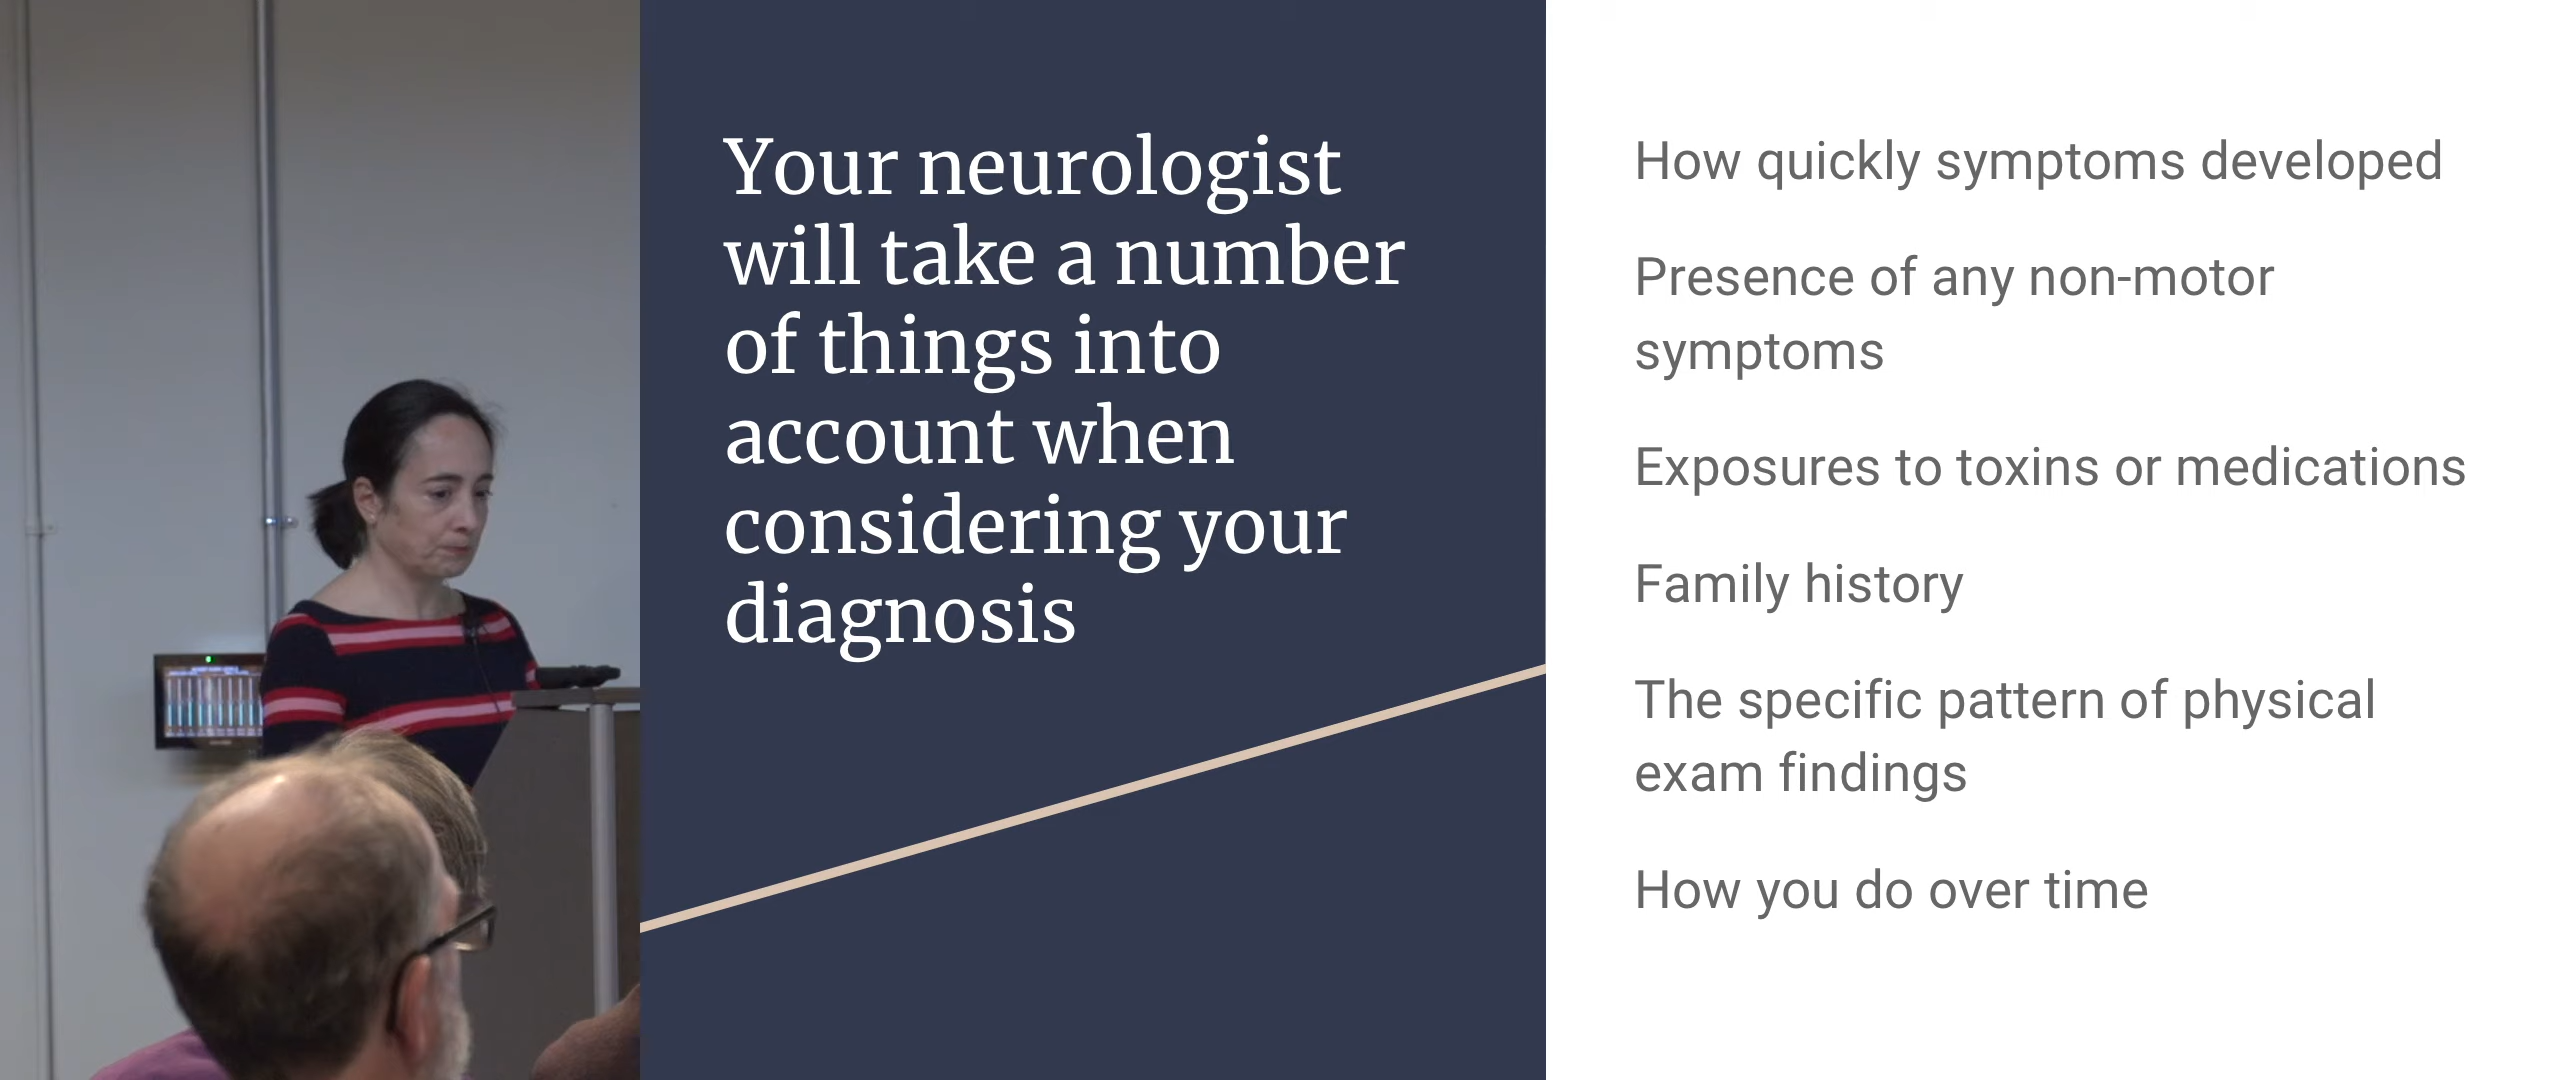 Your neurologist
will take a number
of things into
account when
considering your
diagnosis
How quickly symptoms developed
Presence of any non-motor
symptoms
Exposures to toxins or medications
Family history
The specific pattern of physical
exam findings
How you do over time